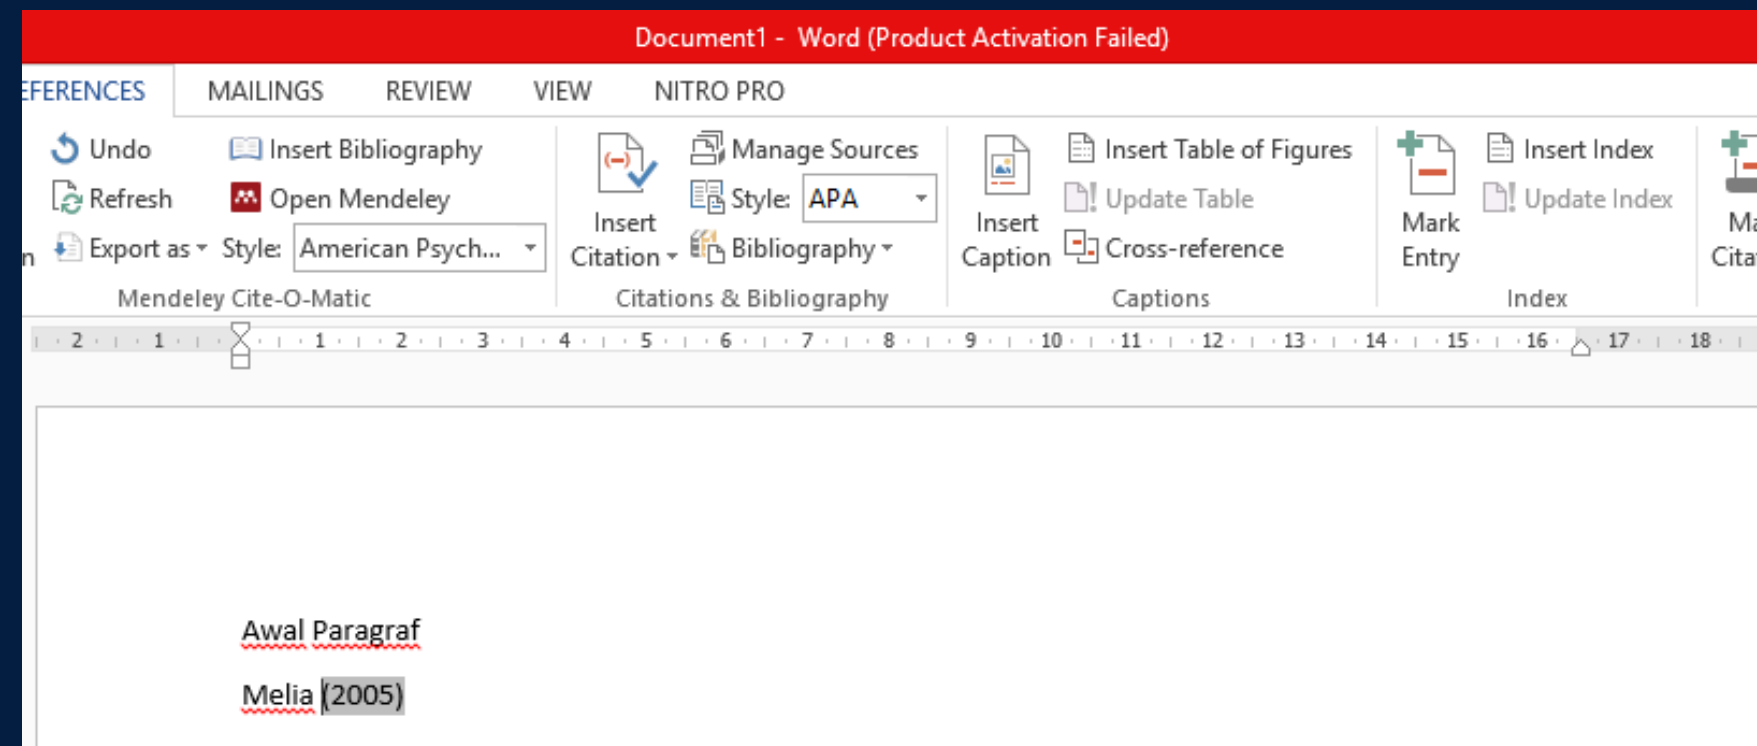 Document1 - Word (Product Activation Failed)
EFERENCES MAILINGS REVIEW VIEW NITRO PRO
Undo Insert Bibliography Manage Sources Insert Table of Figures Insert Index
Refresh Open Mendeley Style: APA Update Table Update Index
Insert Insert Mark Ma
n Export as Style: American Psych... Citation Bibliography Caption Cross-reference Entry Cita
Mendeley Cite-O-Matic Citations & Bibliography Captions Index
2 1 1 2 3 4 5 6 7 8 9 10 11 12 13 14 15 16 17 18
Awal Paragraf
Melia (2005)